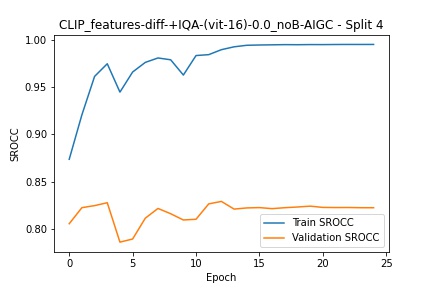 CLIP_features-diff-+IQA-(vit-16)-0.0_noB-AIGC - Split 4
1.00
0.95
0.90
0.85
0.80
SROCC
Train SROCC
Validation SROCC
0 5 10 15 20 25
Epoch